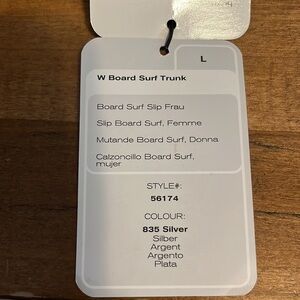 L
W Board Surf Trunk
Board Surf Slip Frau
Slip Board Surf, Femme
Mutande Board Surf, Donna
Calzoncillo Board Surf,
mujer
STYLE#:
56174
COLOUR:
835 Silver
Silber
Argent
Argento
Plata